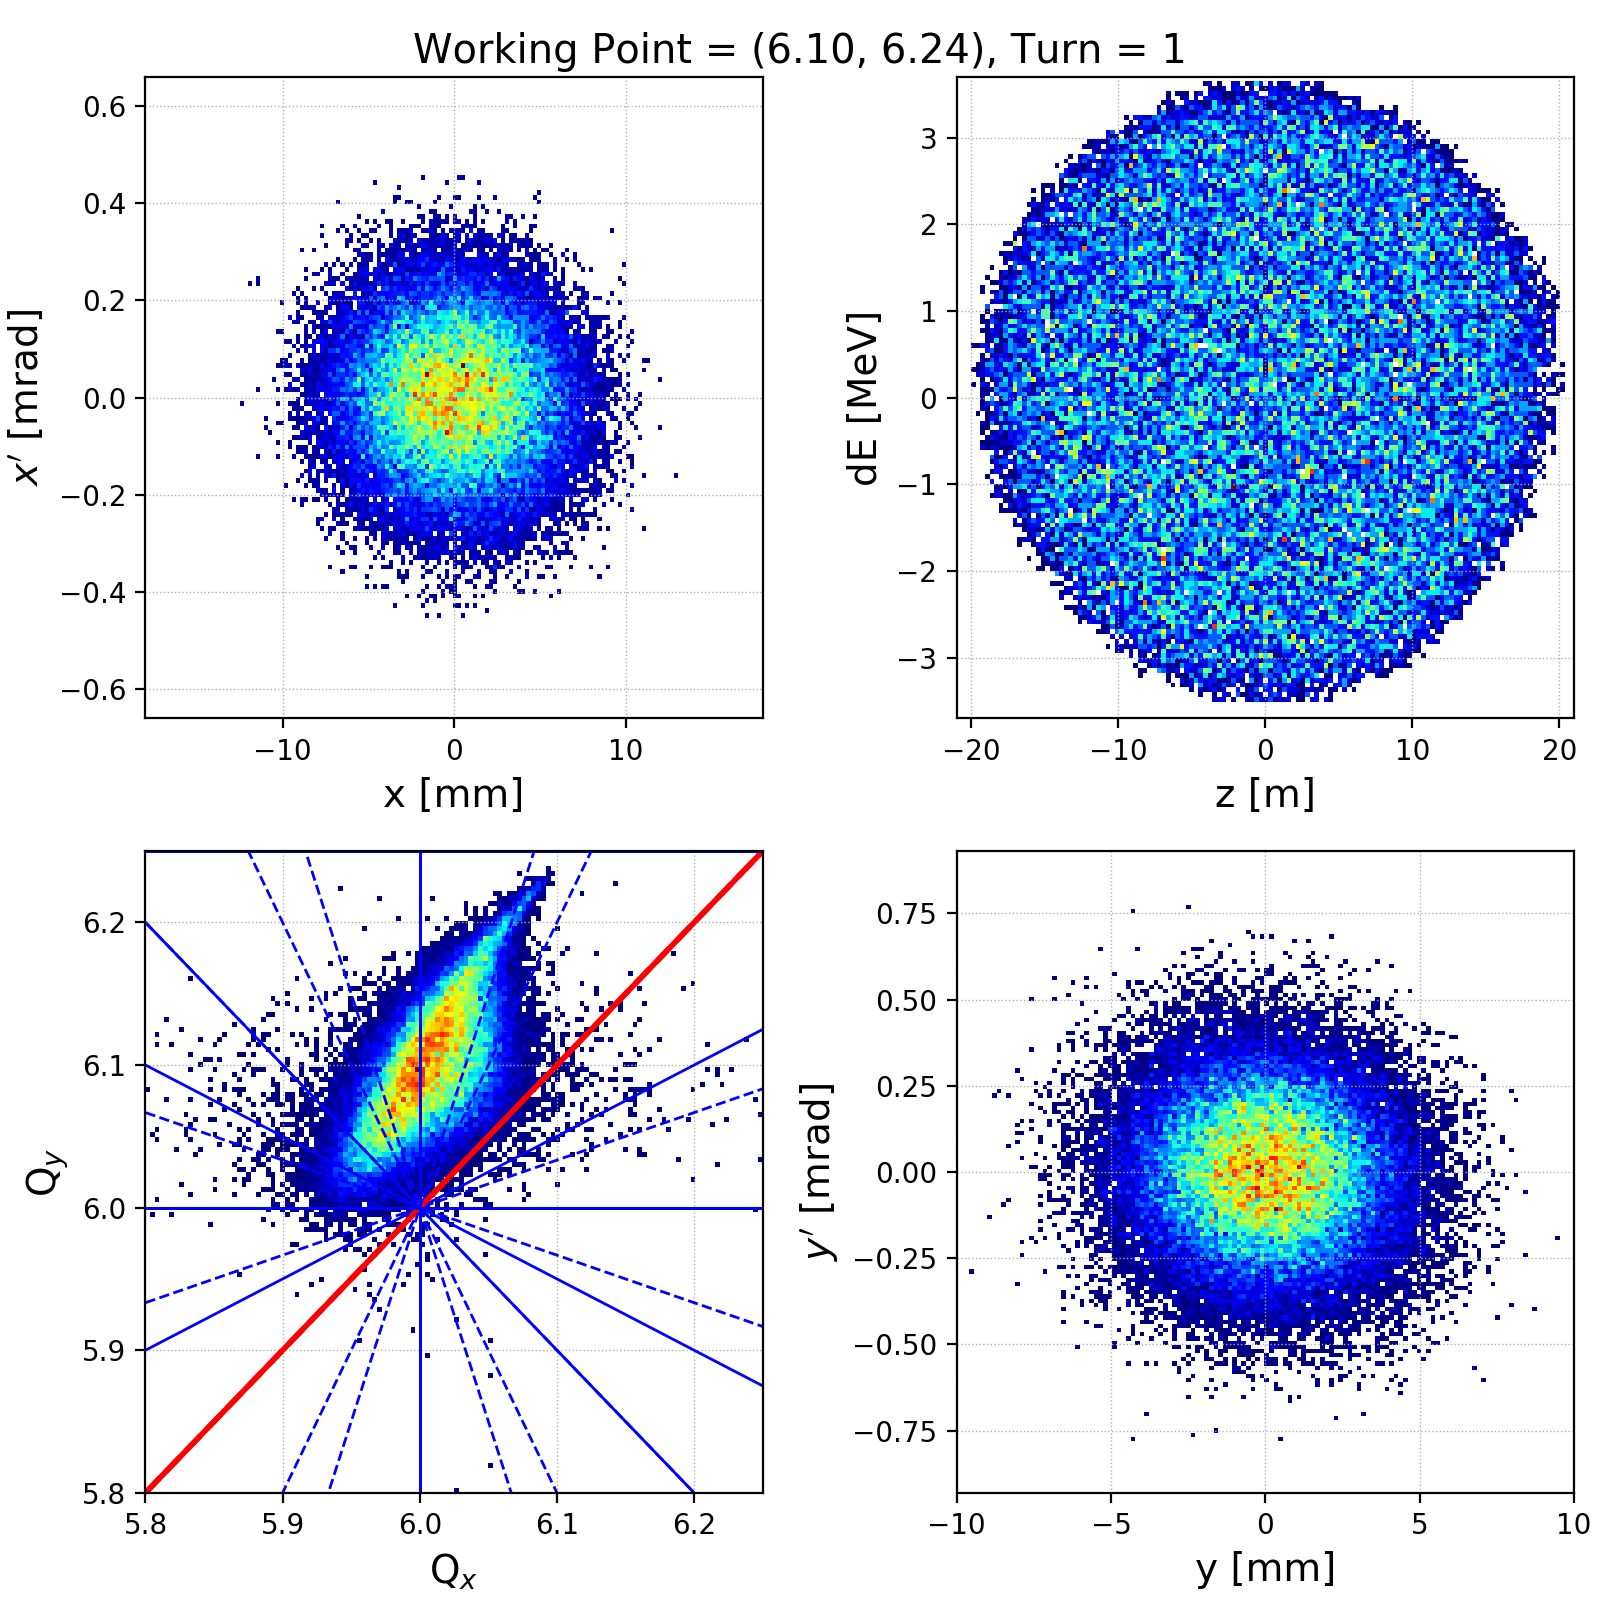 Working Point = (6.10, 6.24), Turn = 1
0.6
0.4
0.2
0.0
−0.2
−0.4
−0.6
x′ [mrad]
−10 0 10
x [mm]
3
2
1
0
−1
−2
−3
dE [MeV]
−20 −10 0 10 20
z [m]
6.2
6.1
6.0
5.9
5.8
Qy
5.8 5.9 6.0 6.1 6.2
Qx
0.75
0.50
0.25
0.00
−0.25
−0.50
−0.75
y′ [mrad]
−10 −5 0 5 10
y [mm]